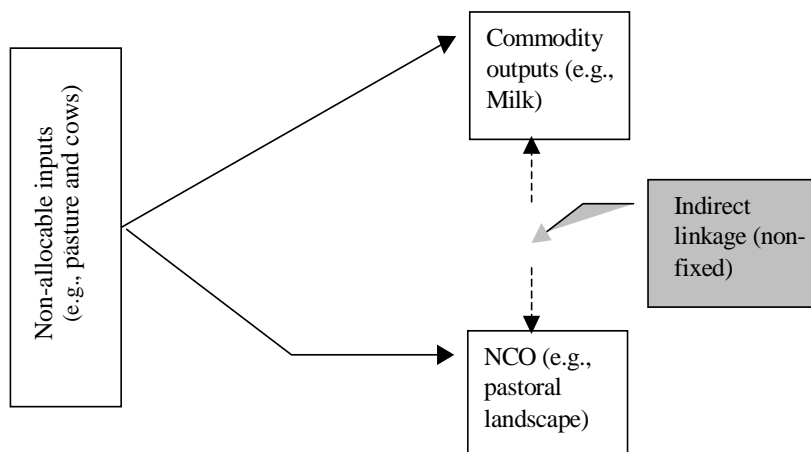 Non-allocable inputs
(e.g., pasture and cows)
Commodity
outputs (e.g.,
Milk)
Indirect
linkage (non-
fixed)
NCO (e.g.,
pastoral
landscape)